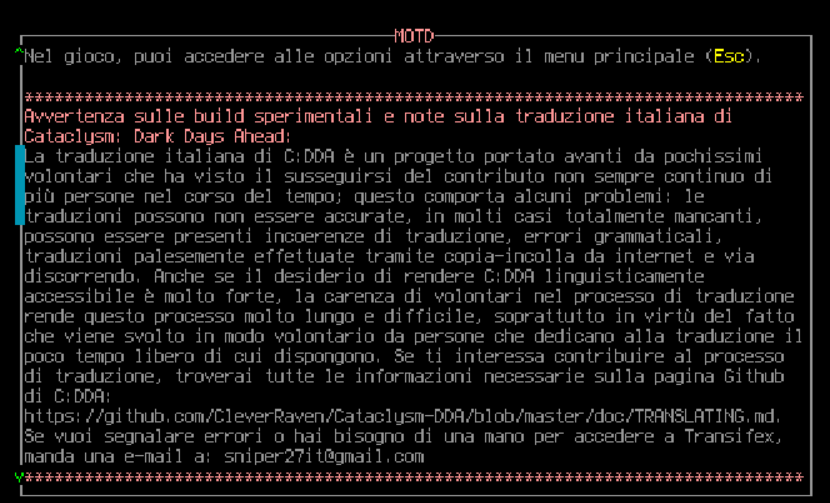 MOTD
Nel gioco, puoi accedere alle opzioni attraverso il menu principale (Esc).
******************************************************************************
Avvertenza sulle build sperimentali e note sulla traduzione italiana di
Cataclysm: Dark Days Ahead:
La traduzione italiana di C:DDA è un progetto portato avanti da pochissimi
volontari che ha visto il susseguirsi del contributo non sempre continuo di
più persone nel corso del tempo; questo comporta alcuni problemi: le
traduzioni possono non essere accurate, in molti casi totalmente mancanti,
possono essere presenti incoerenze di traduzione, errori grammaticali,
traduzioni palesemente effettuate tramite copia-incolla da internet e via
discorrendo. Anche se il desiderio di rendere C:DDA linguisticamente
accessibile è molto forte, la carenza di volontari nel processo di traduzione
rende questo processo molto lungo e difficile, soprattutto in virtù del fatto
che viene svolto in modo volontario da persone che dedicano alla traduzione il
poco tempo libero di cui dispongono. Se ti interessa contribuire al processo
di traduzione, troverai tutte le informazioni necessarie sulla pagina Github
di C:DDA:
https://github.com/CleverRaven/Cataclysm-DDA/blob/master/doc/TRANSLATING.md.
Se vuoi segnalare errori o hai bisogno di una mano per accedere a Transifex,
manda una e-mail a: sniper27it@gmail.com
******************************************************************************